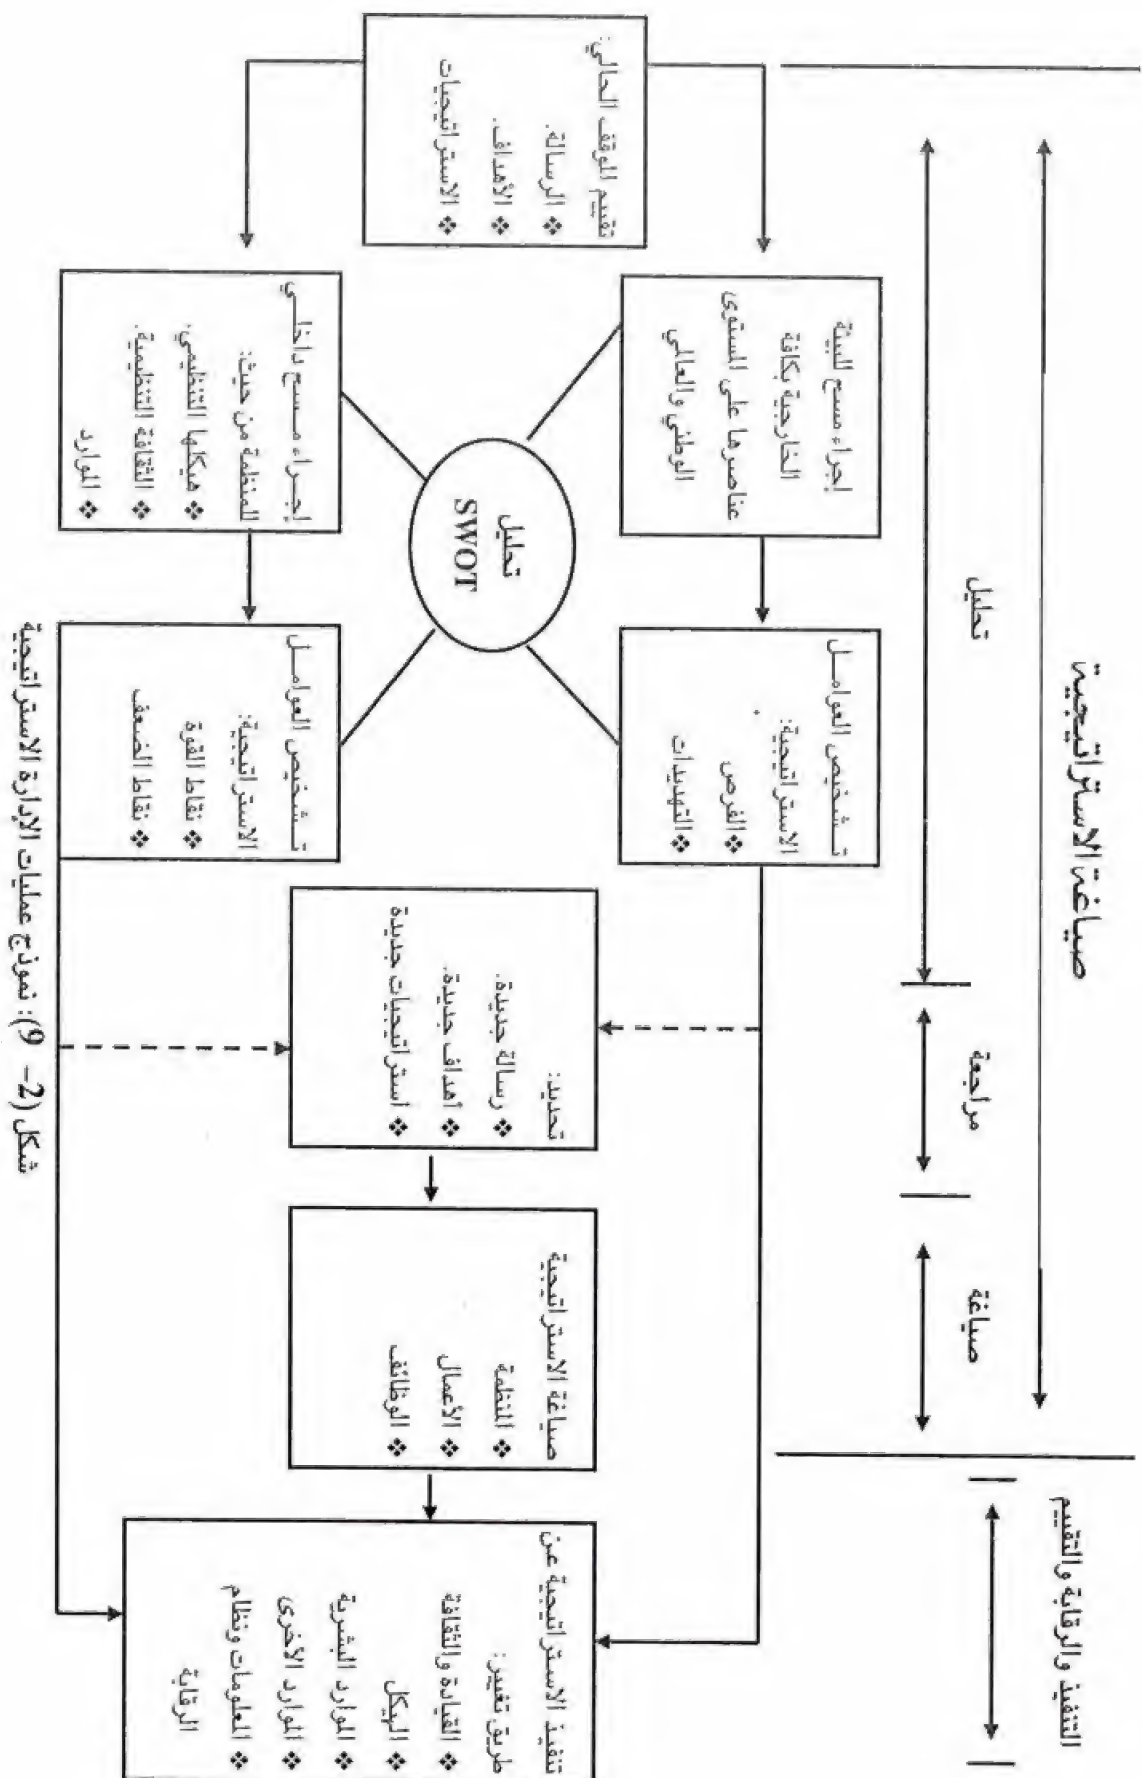 صياغة الاستراتيجية
التنفيذ والرقابة والتقييم
تحليل
مراجعة
صياغة
تقييم الموقف الحالي:
❖ الرسالة.
❖ الأهداف.
❖ الاستراتيجيات
إجراء مسح للبيئة
الخارجية بكافة
عناصرها على المستوى
الوطني والعالمي
تشخيص العوامل
الاستراتيجية:
❖ الفرص
❖ التهديدات
تحليل
SWOT
إجراء مسح داخلي
للمنظمة من حيث:
❖ هيكلها التنظيمي.
❖ الثقافة التنظيمية.
❖ الموارد
تشخيص العوامل
الاستراتيجية:
❖ نقاط القوة
❖ نقاط الضعف
تحديد:
❖ رسالة جديدة.
❖ أهداف جديدة.
❖ استراتيجيات جديدة
صياغة الاستراتيجية
❖ المنظمة
❖ الأعمال
❖ الوظائف
تنفيذ الاستراتيجية عن
طريق تغيير:
❖ القيادة والثقافة
❖ الهيكل
❖ الموارد البشرية
❖ الموارد الأخرى
❖ المعلومات ونظام
الرقابة
شكل (2- 9): نموذج عمليات الإدارة الاستراتيجية